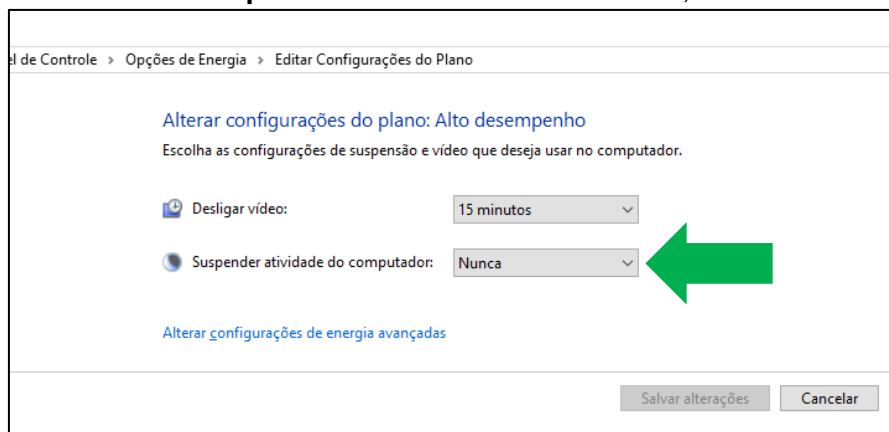 el de Controle > Opções de Energia > Editar Configurações do Plano
Alterar configurações do plano: Alto desempenho
Escolha as configurações de suspensão e vídeo que deseja usar no computador.
Desligar vídeo: 15 minutos
Suspender atividade do computador: Nunca
Alterar configurações de energia avançadas
Salvar alterações Cancelar